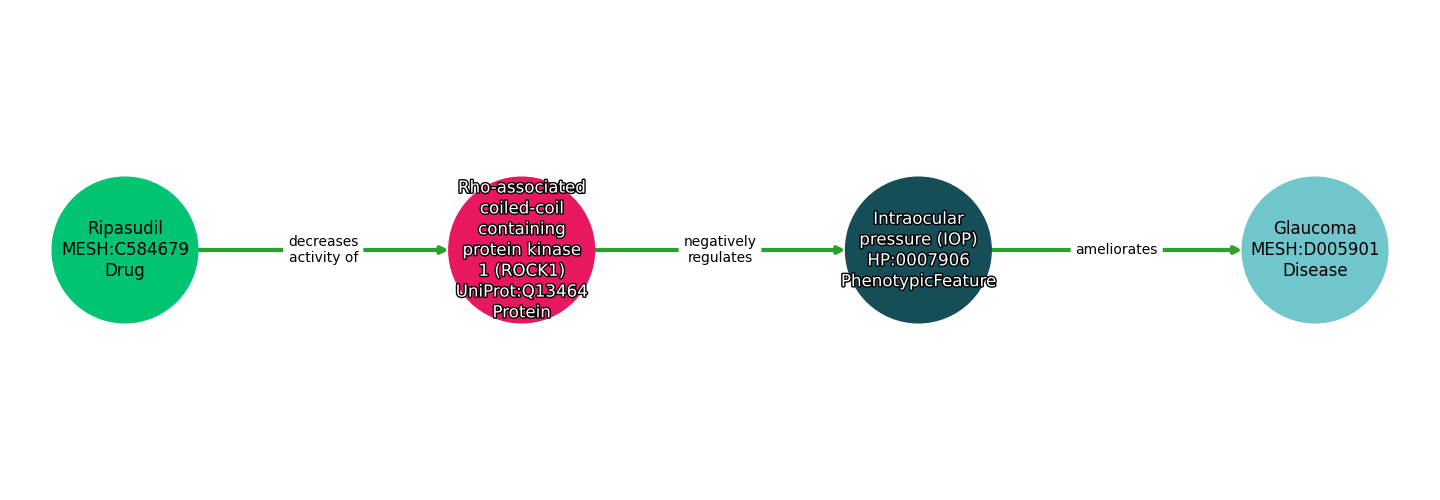 Ripasudil
MESH:C584679
Drug
decreases
activity of
Rho-associated
coiled-coil
containing
protein kinase
1 (ROCK1)
UniProt:Q13464
Protein
negatively
regulates
Intraocular
pressure (IOP)
HP:0007906
PhenotypicFeature
ameliorates
Glaucoma
MESH:D005901
Disease